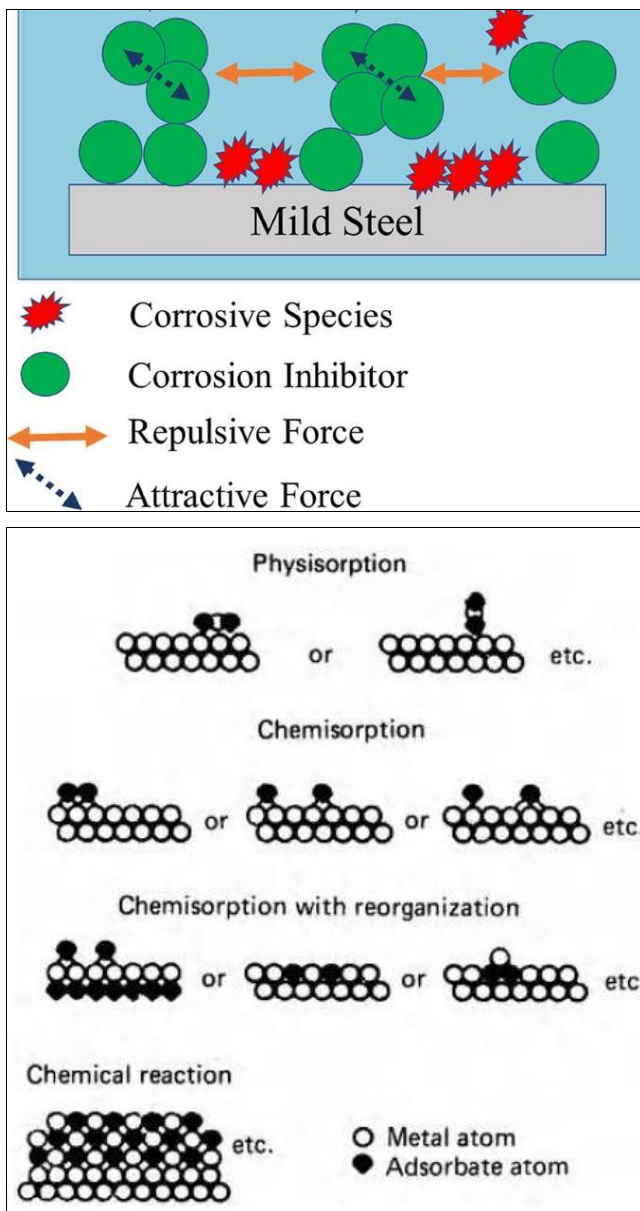 Mild Steel
Corrosive Species
Corrosion Inhibitor
Repulsive Force
Attractive Force
Physisorption
or
etc.
Chemisorption
or
or
etc.
Chemisorption with reorganization
or
or
etc
Chemical reaction
etc.
Metal atom
Adsorbate atom